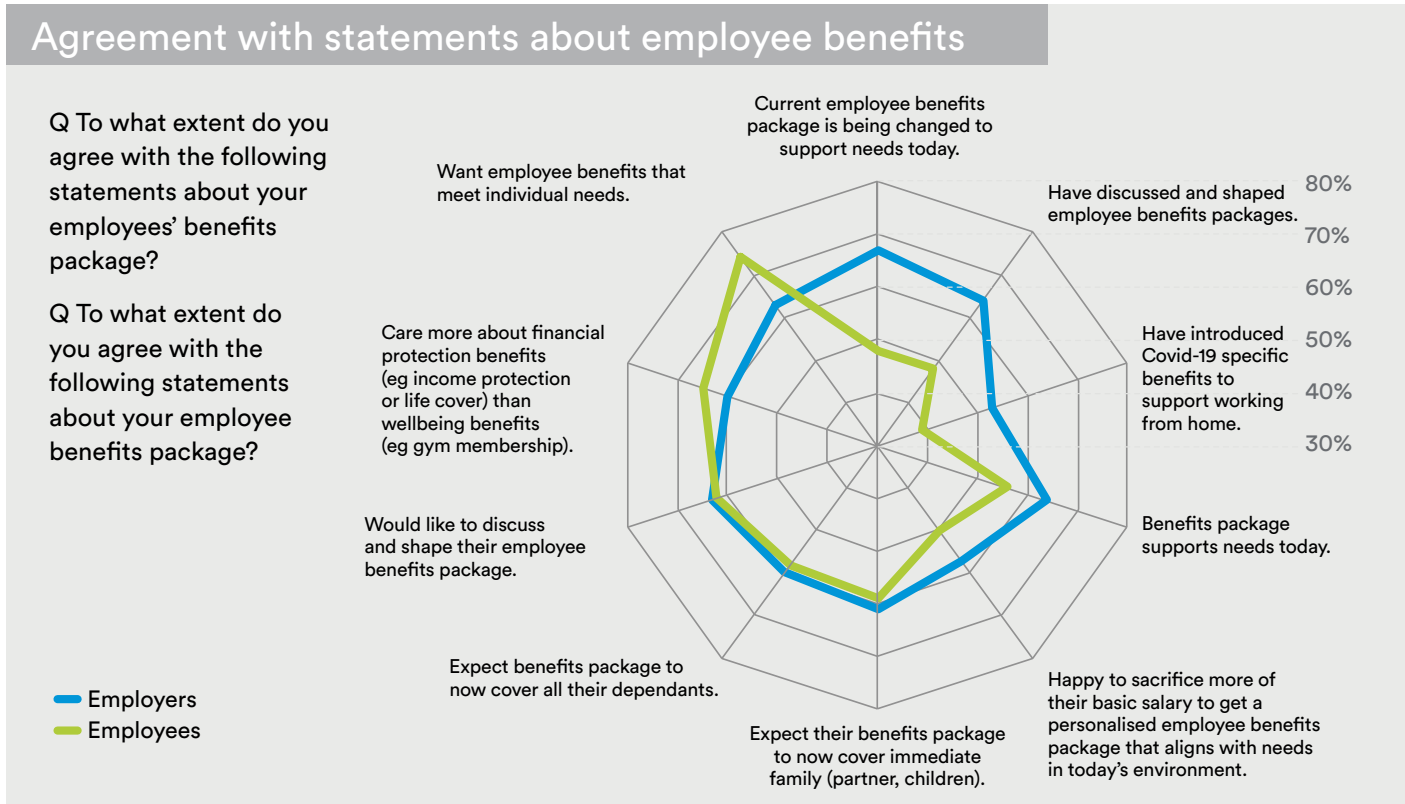 Agreement with statements about employee benefits
Q To what extent do you
agree with the following
statements about your
employees’ benefits
package?
Q To what extent do
you agree with the
following statements
about your employee
benefits package?
Employers
Employees
Current employee benefits
package is being changed to
support needs today.
Have discussed and shaped
employee benefits packages.
Have introduced
Covid-19 specific
benefits to
support working
from home.
Benefits package
supports needs today.
Happy to sacrifice more of
their basic salary to get a
personalised employee benefits
package that aligns with needs
in today’s environment.
Expect their benefits package
to now cover immediate
family (partner, children).
Expect benefits package to
now cover all their dependants.
Would like to discuss
and shape their employee
benefits package.
Care more about financial
protection benefits
(eg income protection
or life cover) than
wellbeing benefits
(eg gym membership).
Want employee benefits that
meet individual needs.
80%
70%
60%
50%
40%
30%